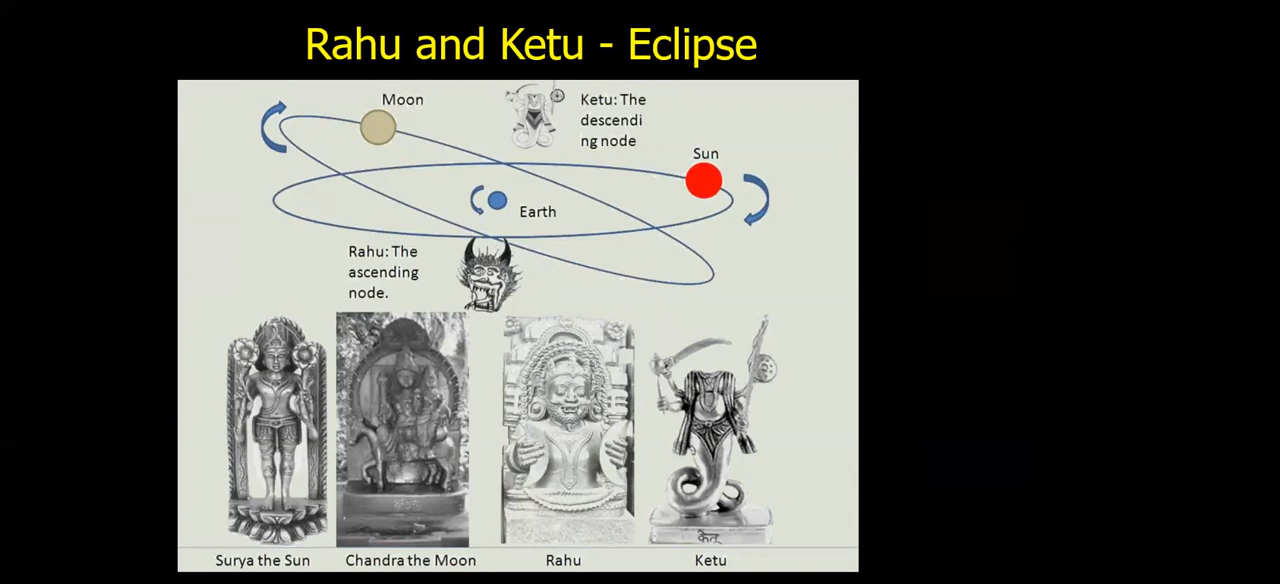 Rahu and Ketu - Eclipse
Moon
Ketu: The
descendi
ng node
Sun
Earth
Rahu: The
ascending
node.
केतू
Surya the Sun
Chandra the Moon
Rahu
Ketu